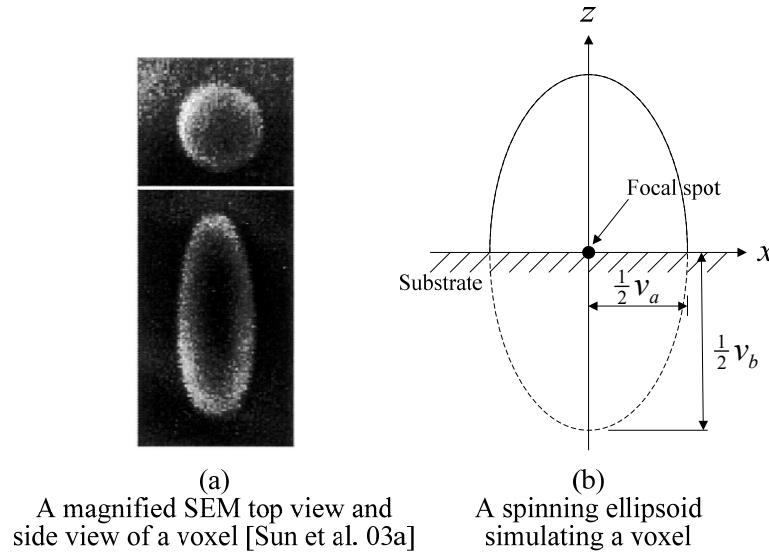 z
Focal spot
x
Substrate
½ vₐ
½ v_b
(a)
A magnified SEM top view and
side view of a voxel [Sun et al. 03a]
(b)
A spinning ellipsoid
simulating a voxel